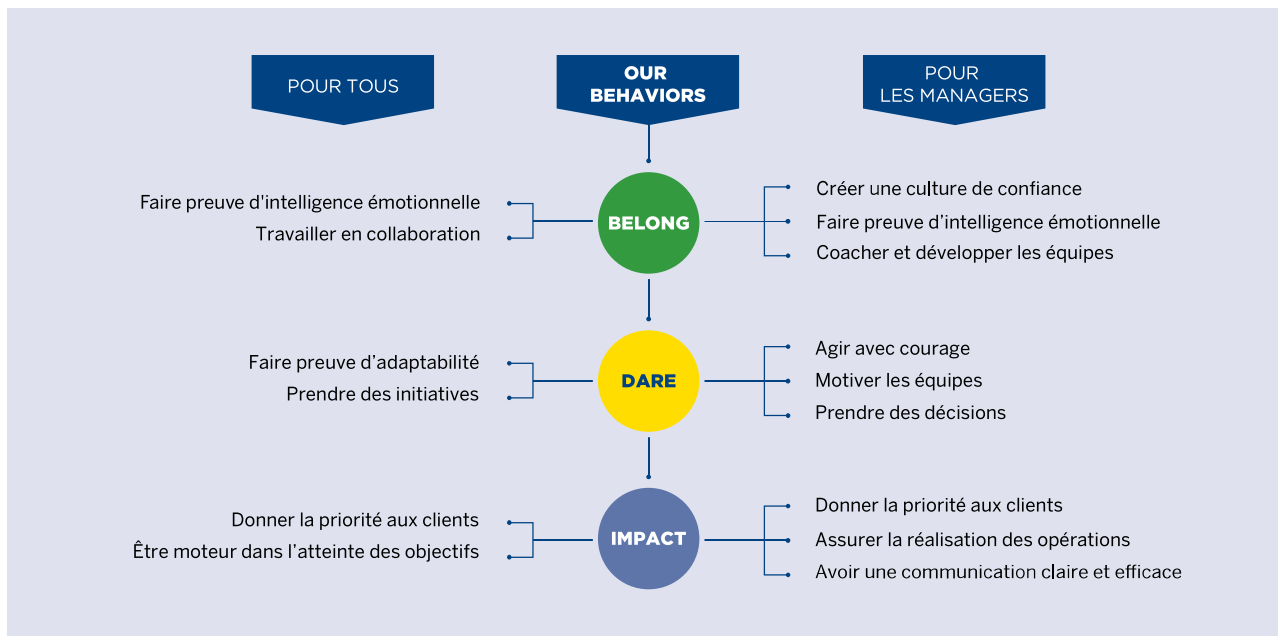 POUR TOUS
OUR
BEHAVIORS
POUR
LES MANAGERS
Faire preuve d'intelligence émotionnelle
Travailler en collaboration
BELONG
Créer une culture de confiance
Faire preuve d’intelligence émotionnelle
Coacher et développer les équipes
Faire preuve d’adaptabilité
Prendre des initiatives
DARE
Agir avec courage
Motiver les équipes
Prendre des décisions
Donner la priorité aux clients
Être moteur dans l’atteinte des objectifs
IMPACT
Donner la priorité aux clients
Assurer la réalisation des opérations
Avoir une communication claire et efficace